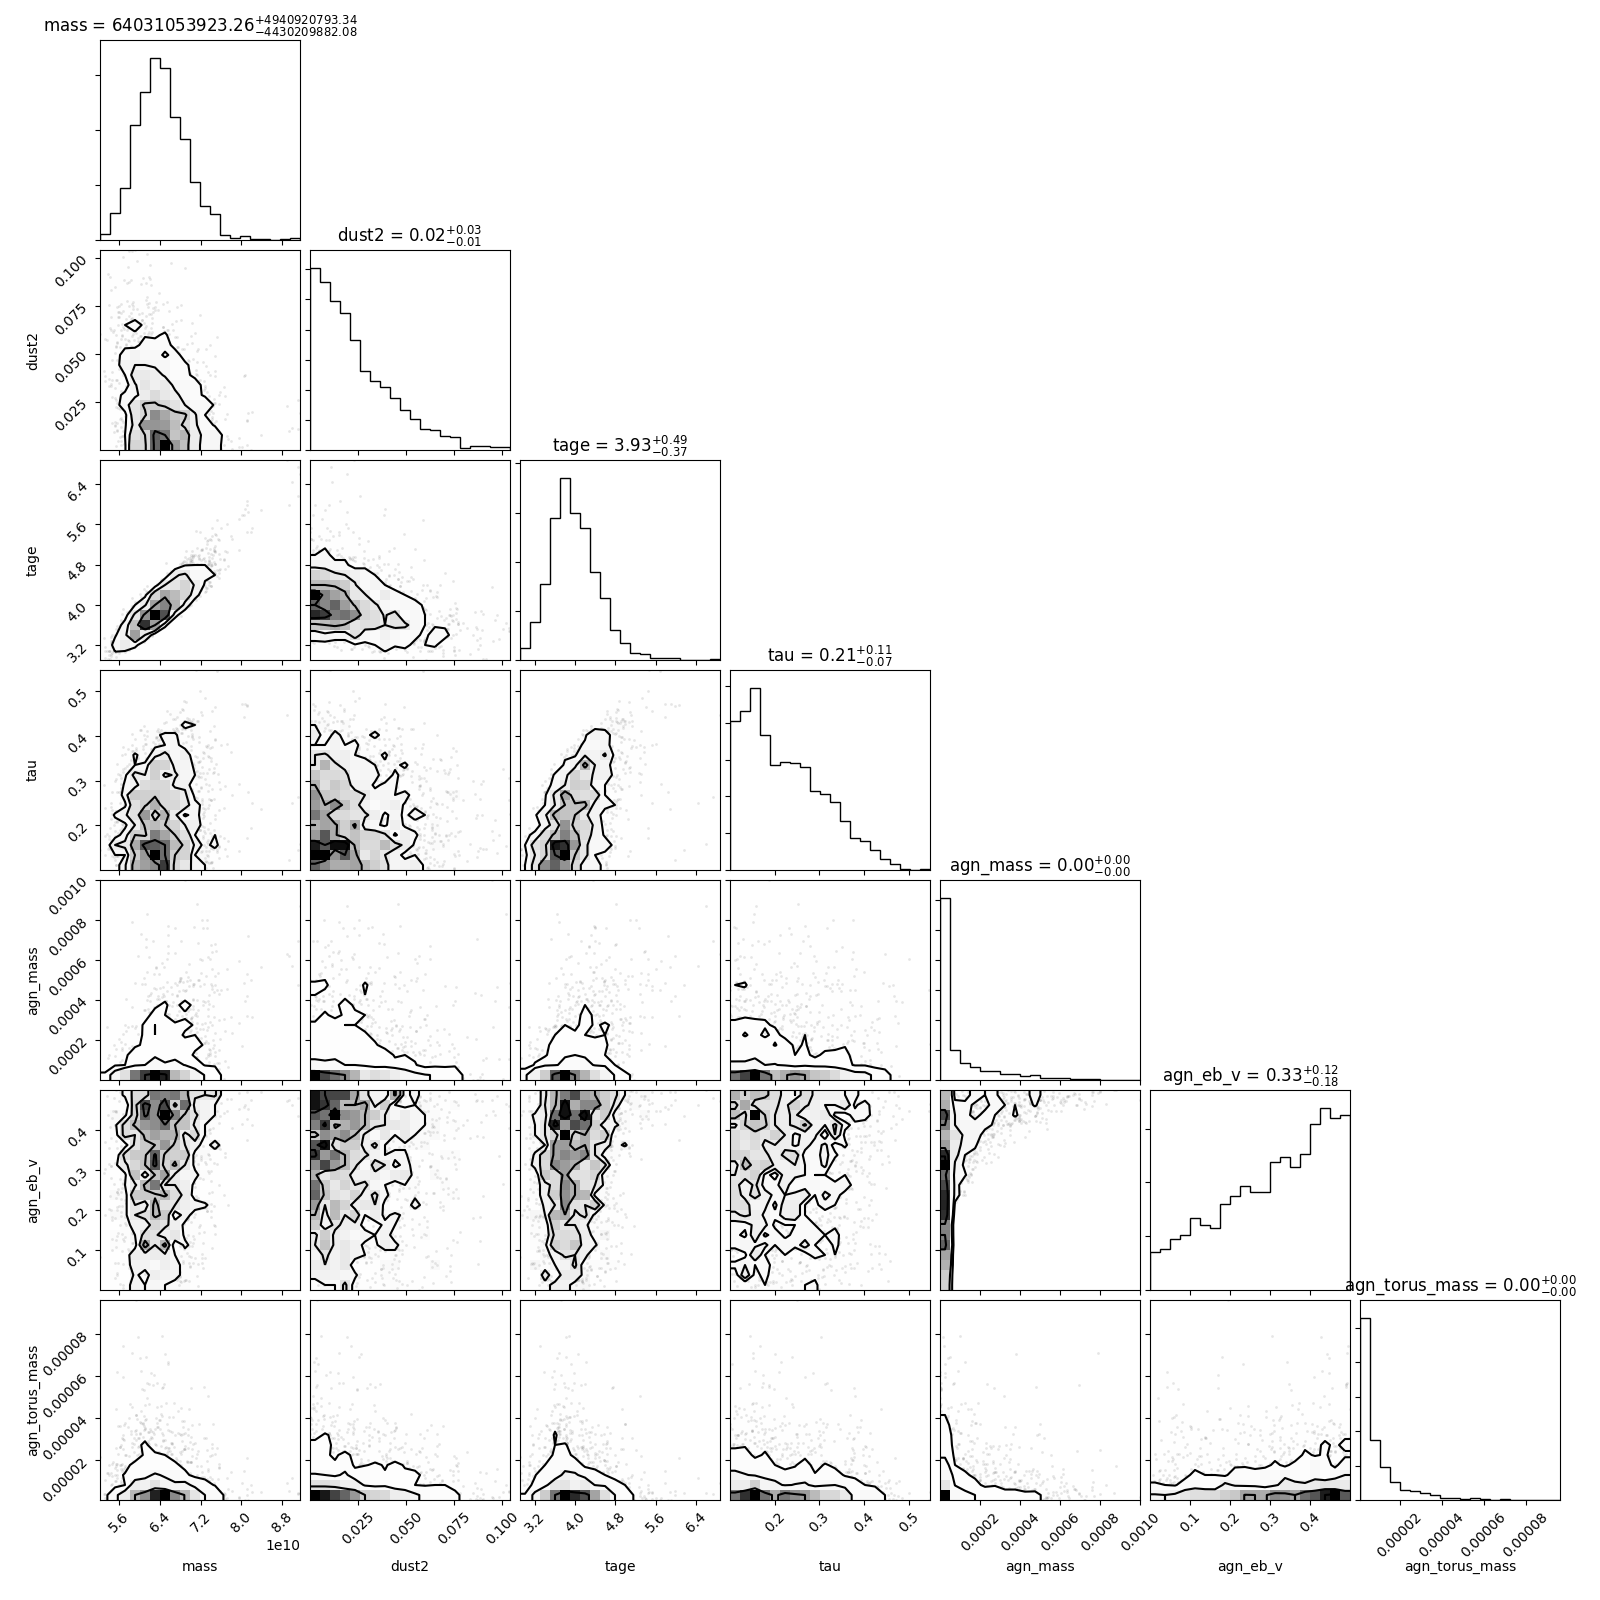 mass = 64031053923.26+4940920793.34 −4430209882.08
dust2 = 0.02+0.03 −0.01
0.100
0.075
0.050
0.025
dust2
tage = 3.93+0.49 −0.37
6.4
5.6
4.8
4.0
3.2
tage
tau = 0.21+0.11 −0.07
0.5
0.4
0.3
0.2
tau
agn_mass = 0.00+0.00 −0.00
0.0010
0.0008
0.0006
0.0004
0.0002
agn_mass
agn_eb_v = 0.33+0.12 −0.18
0.4
0.3
0.2
0.1
agn_eb_v
agn_torus_mass = 0.00+0.00 −0.00
0.00008
0.00006
0.00004
0.00002
agn_torus_mass
5.6 6.4 7.2 8.0 8.8 0.025 0.050 0.075 0.100 3.2 4.0 4.8 5.6 6.4 0.2 0.3 0.4 0.5 0.0002 0.0004 0.0006 0.0008 0.0010 0.1 0.2 0.3 0.4 0.00002 0.00004 0.00006 0.00008
1e10
mass dust2 tage tau agn_mass agn_eb_v agn_torus_mass